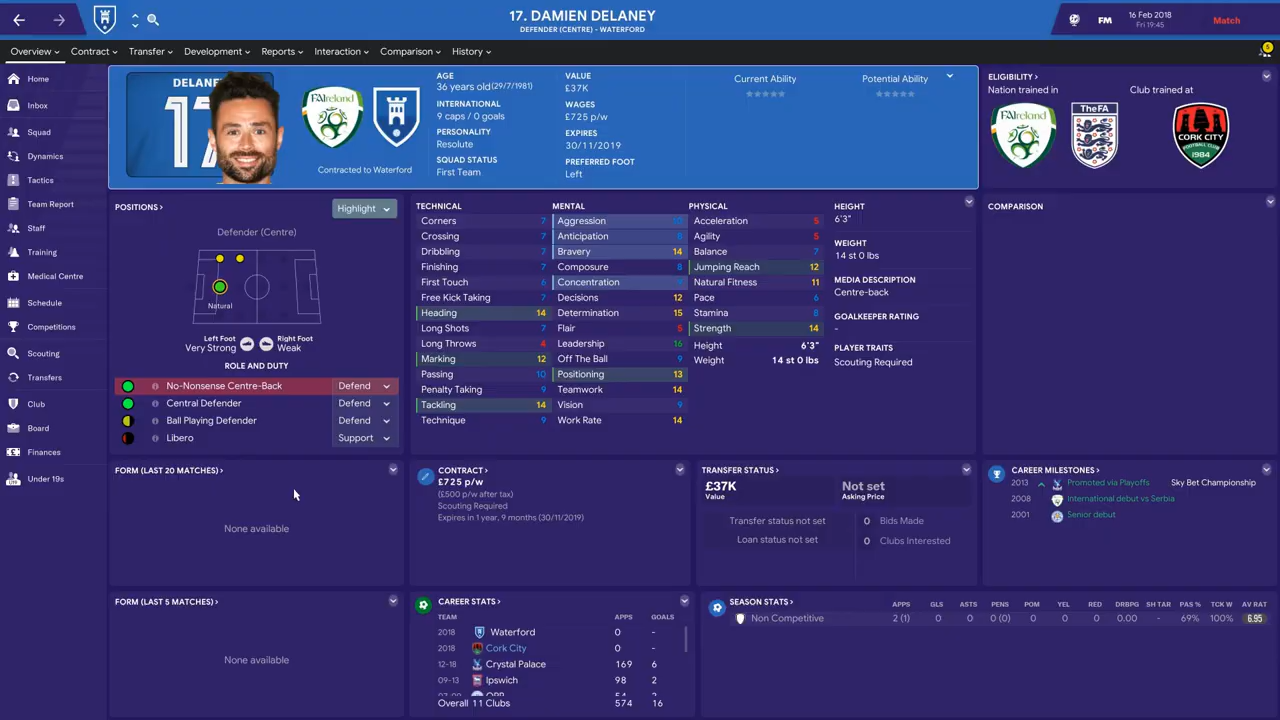 17. DAMIEN DELANEY
DEFENDER (CENTRE) - WATERFORD
FM
16 Feb 2018
Fri 19:45
Match
5
Overview
Contract
Transfer
Development
Reports
Interaction
Comparison
History
Home
Inbox
Squad
Dynamics
Tactics
Team Report
Staff
Training
Medical Centre
Schedule
Competitions
Scouting
Transfers
Club
Board
Finances
Under 19s
DELANEY
17
FAIreland
Contracted to Waterford
AGE
36 years old (29/7/1981)
INTERNATIONAL
9 caps / 0 goals
PERSONALITY
Resolute
SQUAD STATUS
First Team
VALUE
£37K
WAGES
£725 p/w
EXPIRES
30/11/2019
PREFERRED FOOT
Left
Current Ability
Potential Ability
ELIGIBILITY >
Nation trained in
Club trained at
FAIreland
TheFA
CORK CITY
FOOTBALL CLUB
1984
POSITIONS >
Highlight
Defender (Centre)
Natural
Left Foot
Very Strong
Right Foot
Weak
ROLE AND DUTY
No-Nonsense Centre-Back Defend
Central Defender Defend
Ball Playing Defender Defend
Libero Support
TECHNICAL
Corners 7
Crossing 7
Dribbling 7
Finishing 7
First Touch 6
Free Kick Taking 7
Heading 14
Long Shots 7
Long Throws 4
Marking 12
Passing 10
Penalty Taking 9
Tackling 14
Technique 9
MENTAL
Aggression 10
Anticipation 8
Bravery 14
Composure 8
Concentration
Decisions 12
Determination 15
Flair 5
Leadership 16
Off The Ball 9
Positioning 13
Teamwork 14
Vision 9
Work Rate 14
PHYSICAL
Acceleration 5
Agility 5
Balance 7
Jumping Reach 12
Natural Fitness 11
Pace 6
Stamina 8
Strength 14
Height 6'3"
Weight 14 st 0 lbs
HEIGHT
6'3"
WEIGHT
14 st 0 lbs
MEDIA DESCRIPTION
Centre-back
GOALKEEPER RATING
-
PLAYER TRAITS
Scouting Required
COMPARISON
FORM (LAST 20 MATCHES) >
None available
CONTRACT >
£725 p/w
(£500 p/w after tax)
Scouting Required
Expires in 1 year, 9 months (30/11/2019)
TRANSFER STATUS >
£37K
Value
Not set
Asking Price
Transfer status not set
Loan status not set
0 Bids Made
0 Clubs Interested
CAREER MILESTONES >
2013 Promoted via Playoffs Sky Bet Championship
2008 International debut vs Serbia
2001 Senior debut
FORM (LAST 5 MATCHES) >
None available
CAREER STATS >
TEAM APPS GOALS
2018 Waterford 0 -
2018 Cork City 0 -
12-18 Crystal Palace 169 6
09-13 Ipswich 98 2
Overall 11 Clubs 574 16
SEASON STATS >
APPS GLS ASTS PENS POM YEL RED DRBPG SH TAR PAS % TCK W AV RAT
Non Competitive 2 (1) 0 0 0 (0) 0 0 0 0.00 - 69% 100% 6.95